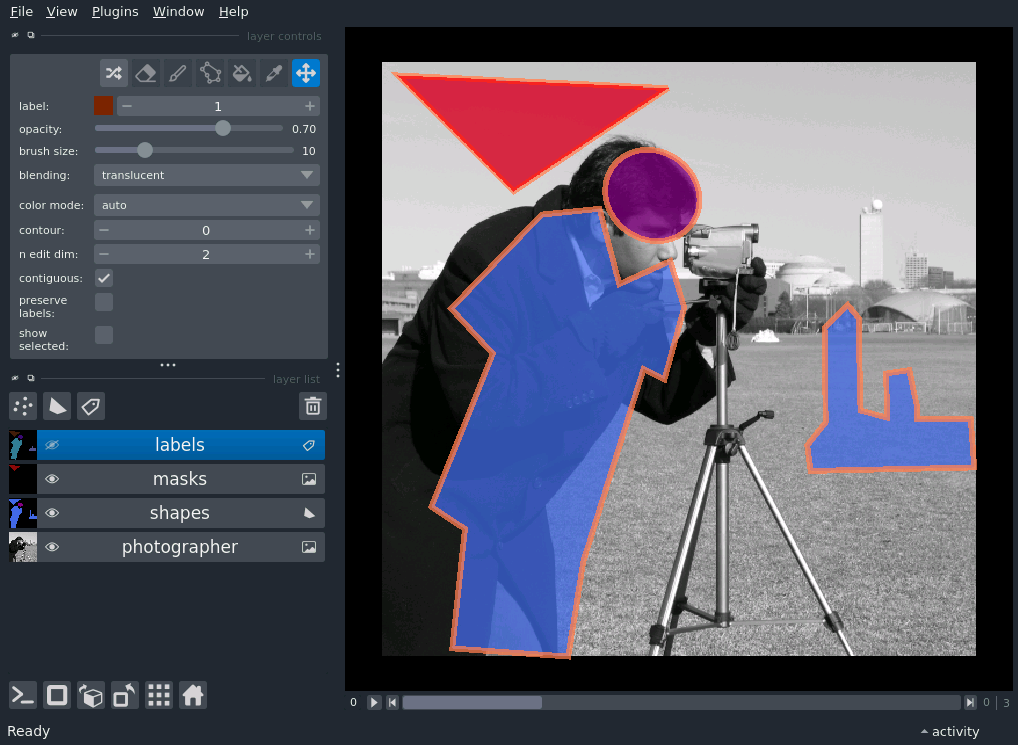 File View Plugins Window Help
layer controls
label: 1
opacity: 0.70
brush size: 10
blending: translucent
color mode: auto
contour: 0
n edit dim: 2
contiguous:
preserve
labels:
show
selected:
layer list
labels
masks
shapes
photographer
0 0 | 3
Ready activity